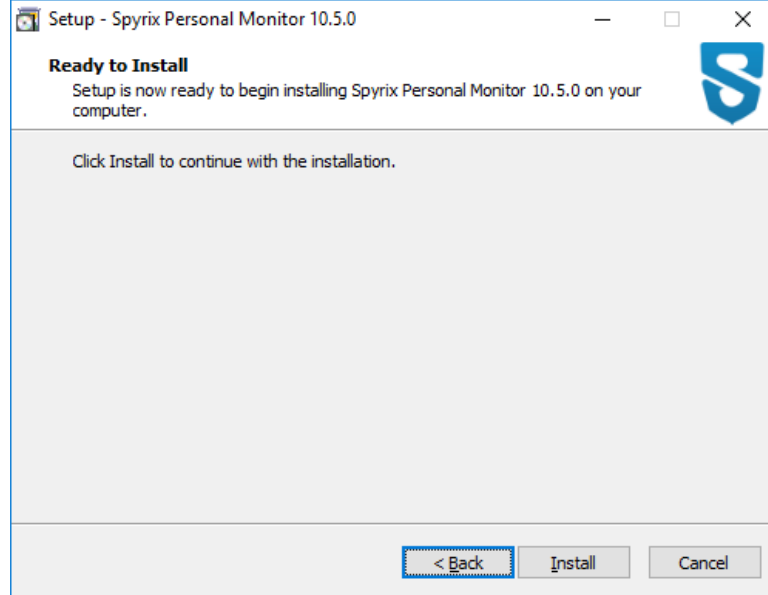 Setup - Spyrix Personal Monitor 10.5.0
Ready to Install
Setup is now ready to begin installing Spyrix Personal Monitor 10.5.0 on your
computer.
Click Install to continue with the installation.
< Back
Install
Cancel